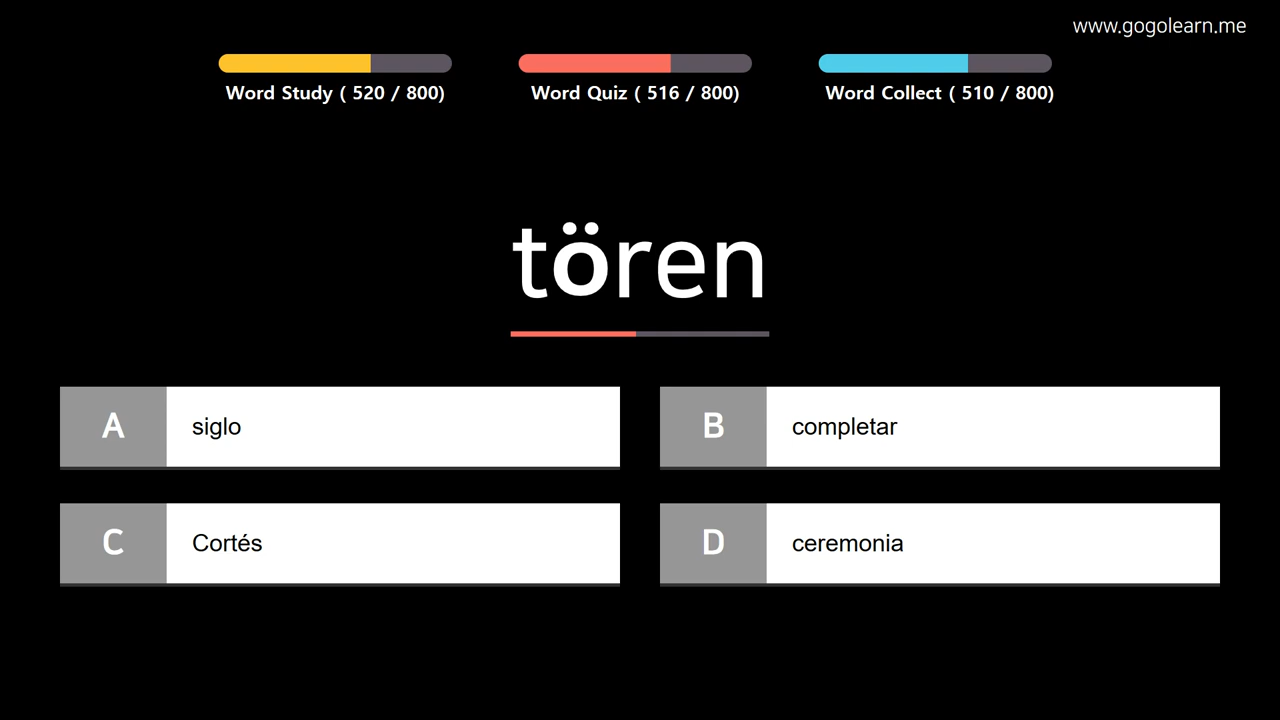 www.gogolearn.me
Word Study ( 520 / 800)
Word Quiz ( 516 / 800)
Word Collect ( 510 / 800)
tören
A
siglo
B
completar
C
Cortés
D
ceremonia